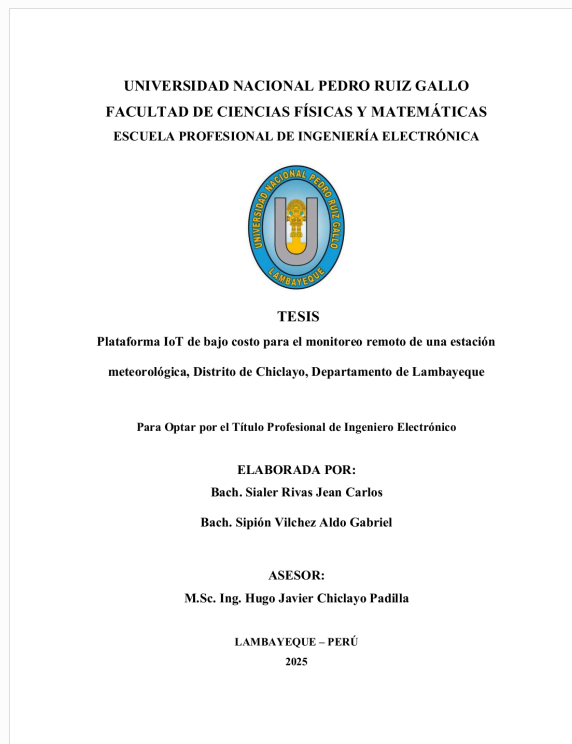 UNIVERSIDAD NACIONAL PEDRO RUIZ GALLO
FACULTAD DE CIENCIAS FÍSICAS Y MATEMÁTICAS
ESCUELA PROFESIONAL DE INGENIERÍA ELECTRÓNICA
UNIVERSIDAD NACIONAL PEDRO RUIZ GALLO
LAMBAYEQUE
TESIS
Plataforma IoT de bajo costo para el monitoreo remoto de una estación
meteorológica, Distrito de Chiclayo, Departamento de Lambayeque
Para Optar por el Título Profesional de Ingeniero Electrónico
ELABORADA POR:
Bach. Sialer Rivas Jean Carlos
Bach. Sipión Vilchez Aldo Gabriel
ASESOR:
M.Sc. Ing. Hugo Javier Chiclayo Padilla
LAMBAYEQUE – PERÚ
2025